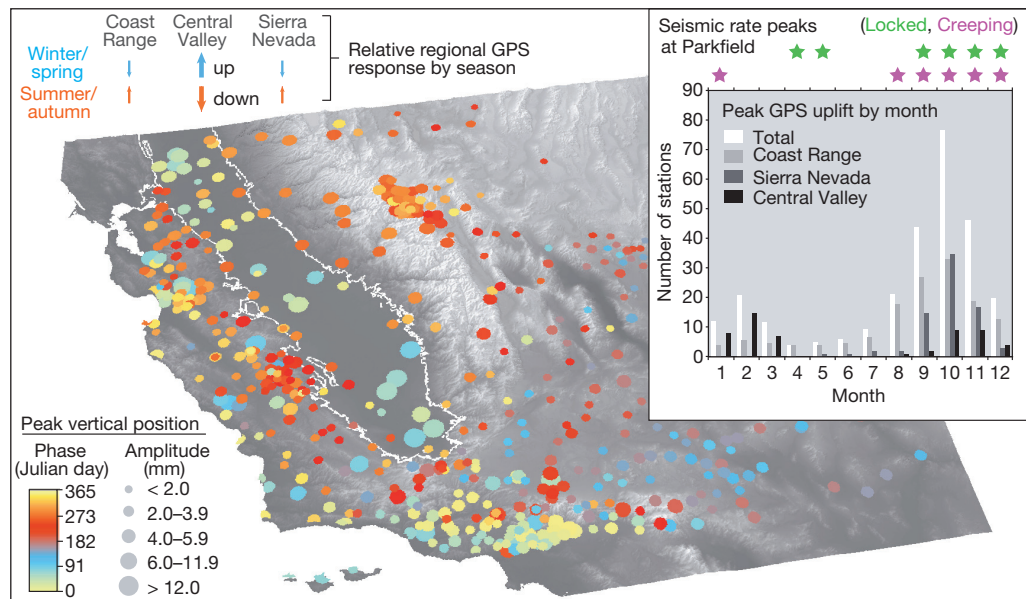 Coast Range
Central Valley
Sierra Nevada
Winter/spring
up
Summer/autumn
down
Relative regional GPS
response by season
Seismic rate peaks
at Parkfield
(Locked, Creeping)
Peak GPS uplift by month
Total
Coast Range
Sierra Nevada
Central Valley
Number of stations
90
80
70
60
50
40
30
20
10
0
1 2 3 4 5 6 7 8 9 10 11 12
Month
Peak vertical position
Phase
(Julian day)
365
273
182
91
0
Amplitude
(mm)
< 2.0
2.0–3.9
4.0–5.9
6.0–11.9
> 12.0